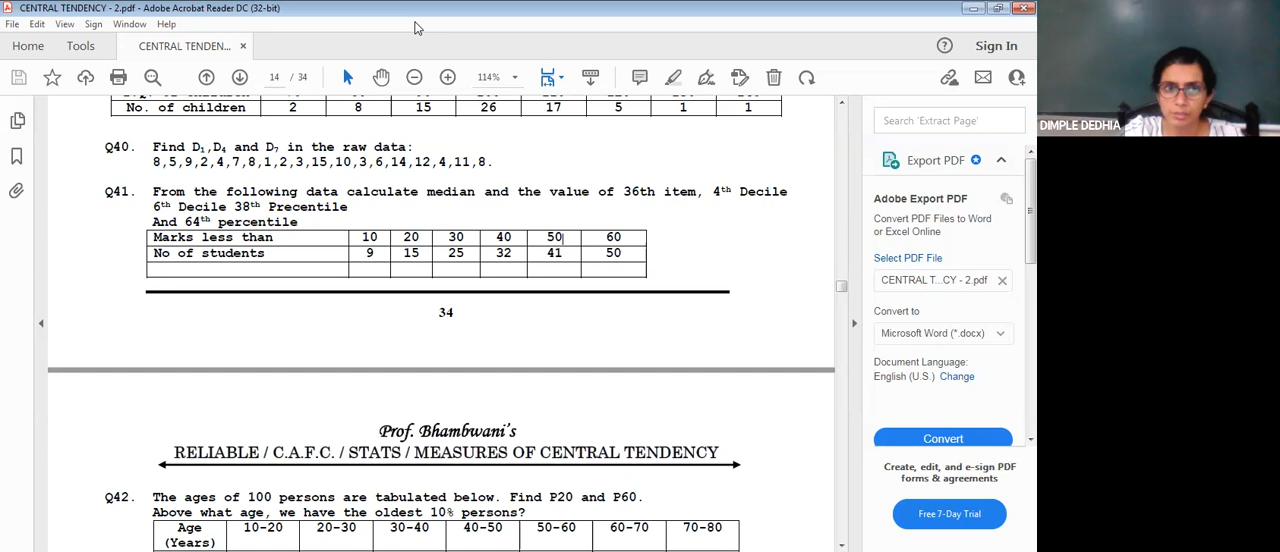 CENTRAL TENDENCY - 2.pdf - Adobe Acrobat Reader DC (32-bit)
File Edit View Sign Window Help
Home Tools CENTRAL TENDEN... × Sign In
14 / 34 114%
No. of children 2 8 15 26 17 5 1 1
Q40. Find D1,D4 and D7 in the raw data:
8,5,9,2,4,7,8,1,2,3,15,10,3,6,14,12,4,11,8.
Q41. From the following data calculate median and the value of 36th item, 4th Decile
6th Decile 38th Precentile
And 64th percentile
Marks less than 10 20 30 40 50 60
No of students 9 15 25 32 41 50
34
Prof. Bhambwani's
RELIABLE / C.A.F.C. / STATS / MEASURES OF CENTRAL TENDENCY
Q42. The ages of 100 persons are tabulated below. Find P20 and P60.
Above what age, we have the oldest 10% persons?
Age 10-20 20-30 30-40 40-50 50-60 60-70 70-80
(Years)
Search 'Extract Page'
Export PDF
Adobe Export PDF
Convert PDF Files to Word
or Excel Online
Select PDF File
CENTRAL T...CY - 2.pdf
Convert to
Microsoft Word (*.docx)
Document Language:
English (U.S.) Change
Convert
Create, edit, and e-sign PDF
forms & agreements
Free 7-Day Trial
DIMPLE DEDHIA